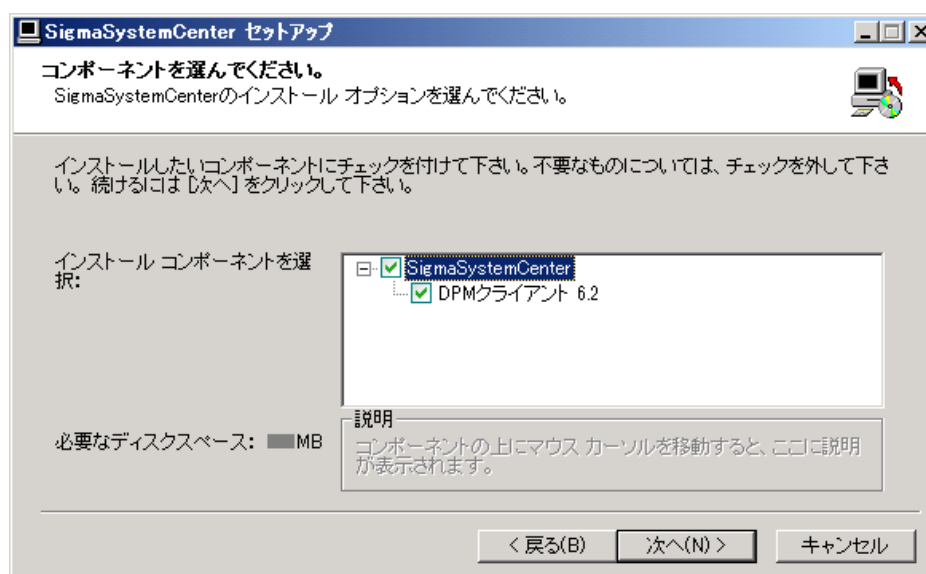 SigmaSystemCenter セットアップ
コンポーネントを選んでください。
SigmaSystemCenterのインストール オプションを選んでください。
インストールしたいコンポーネントにチェックを付けて下さい。不要なものについては、チェックを外して下さ
い。続けるには [次へ] をクリックして下さい。
インストール コンポーネントを選
択:
SigmaSystemCenter
DPMクライアント 6.2
必要なディスクスペース: MB
説明
コンポーネントの上にマウス カーソルを移動すると、ここに説明
が表示されます。
< 戻る(B)
次へ(N) >
キャンセル